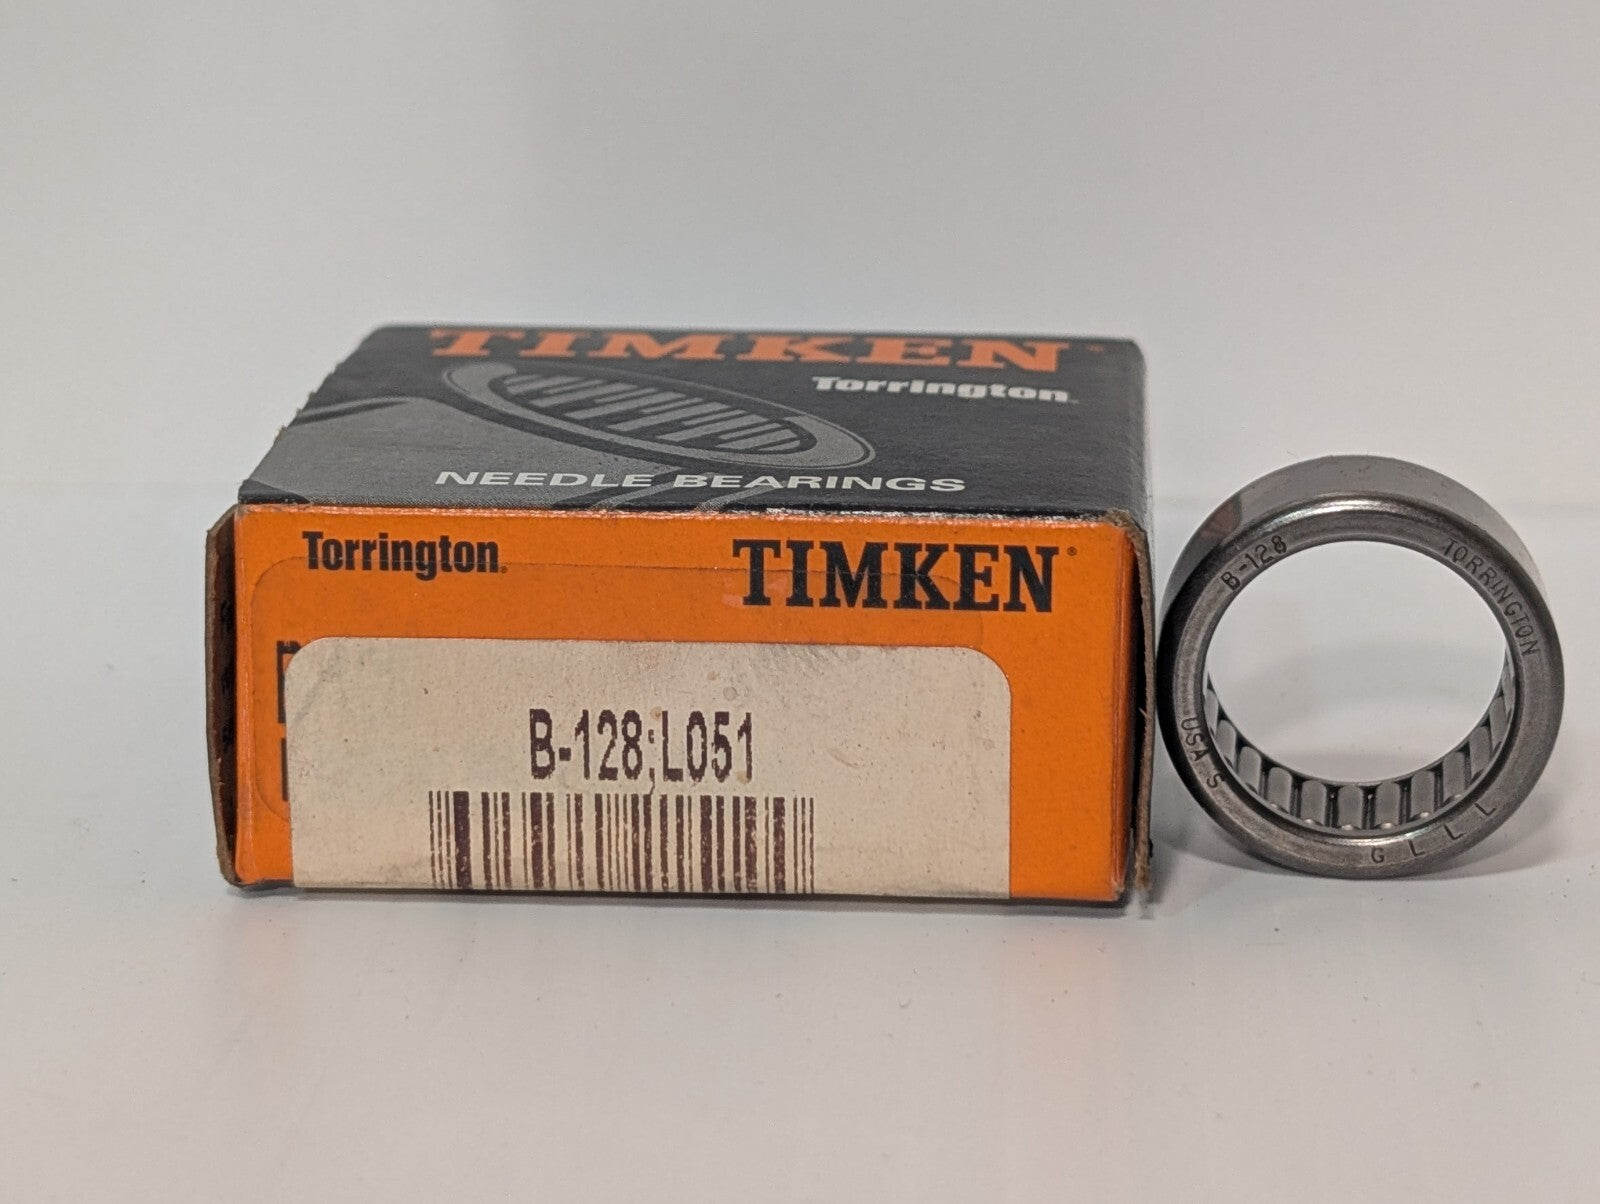 TIMKEN
Torrington
NEEDLE BEARINGS
Torrington®
TIMKEN®
B-128;L051
B-128
TORRINGTON
USA S
G L L L